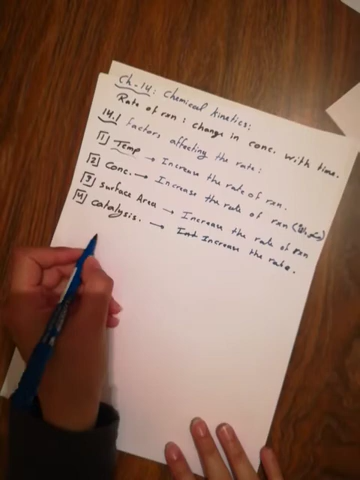 Ch.14: Chemical Kinetics:
Rate of rxn : change in conc. with time.
14.1 factors affecting the rate:
1 Temp → Increase the rate of rxn.
2 Conc. → Increase the rate of rxn
3 surface Area → Increase the rate of rxn
4 catalysis. → Increase the rate.